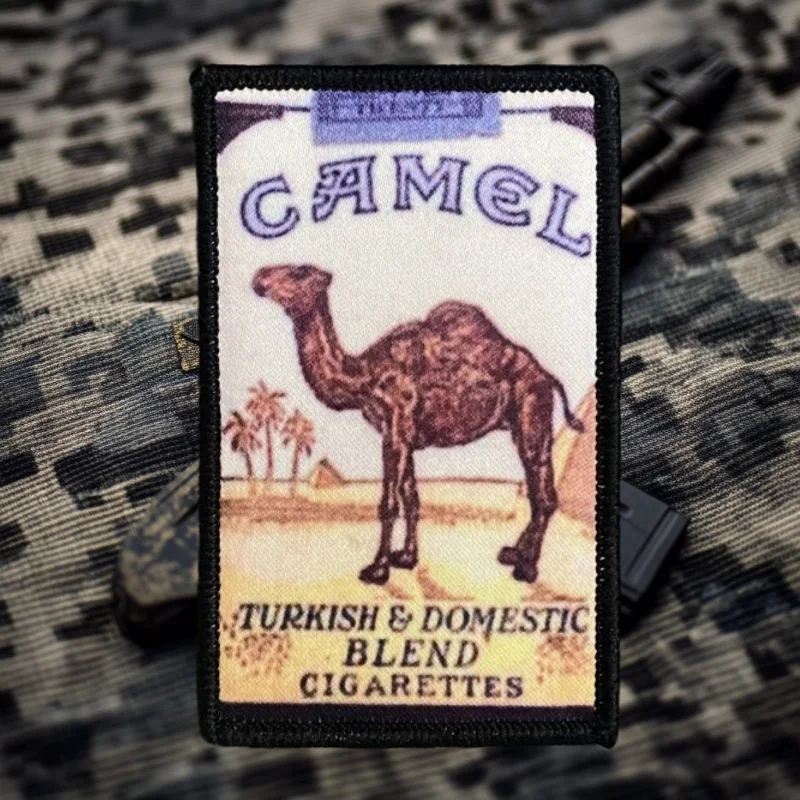 CAMEL
TURKISH & DOMESTIC
BLEND
CIGARETTES